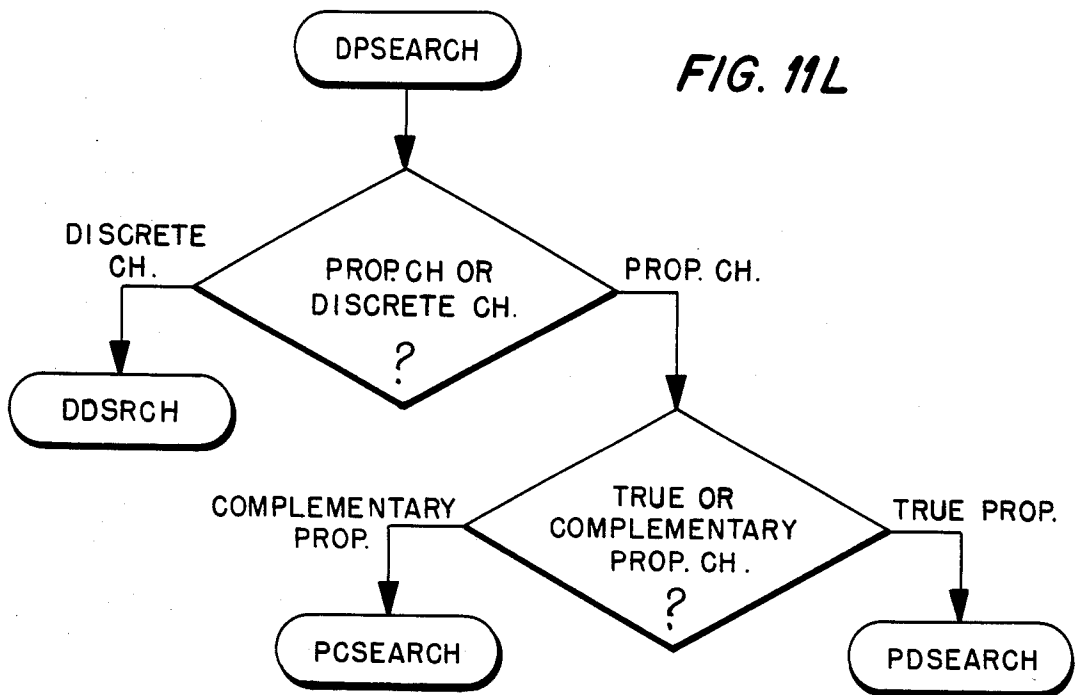 DPSEARCH
FIG. 11L
DISCRETE
CH.
PROP.CH OR
DISCRETE CH.
?
PROP. CH.
DDSRCH
COMPLEMENTARY
PROP.
TRUE OR
COMPLEMENTARY
PROP. CH.
?
TRUE PROP.
PCSEARCH
PDSEARCH